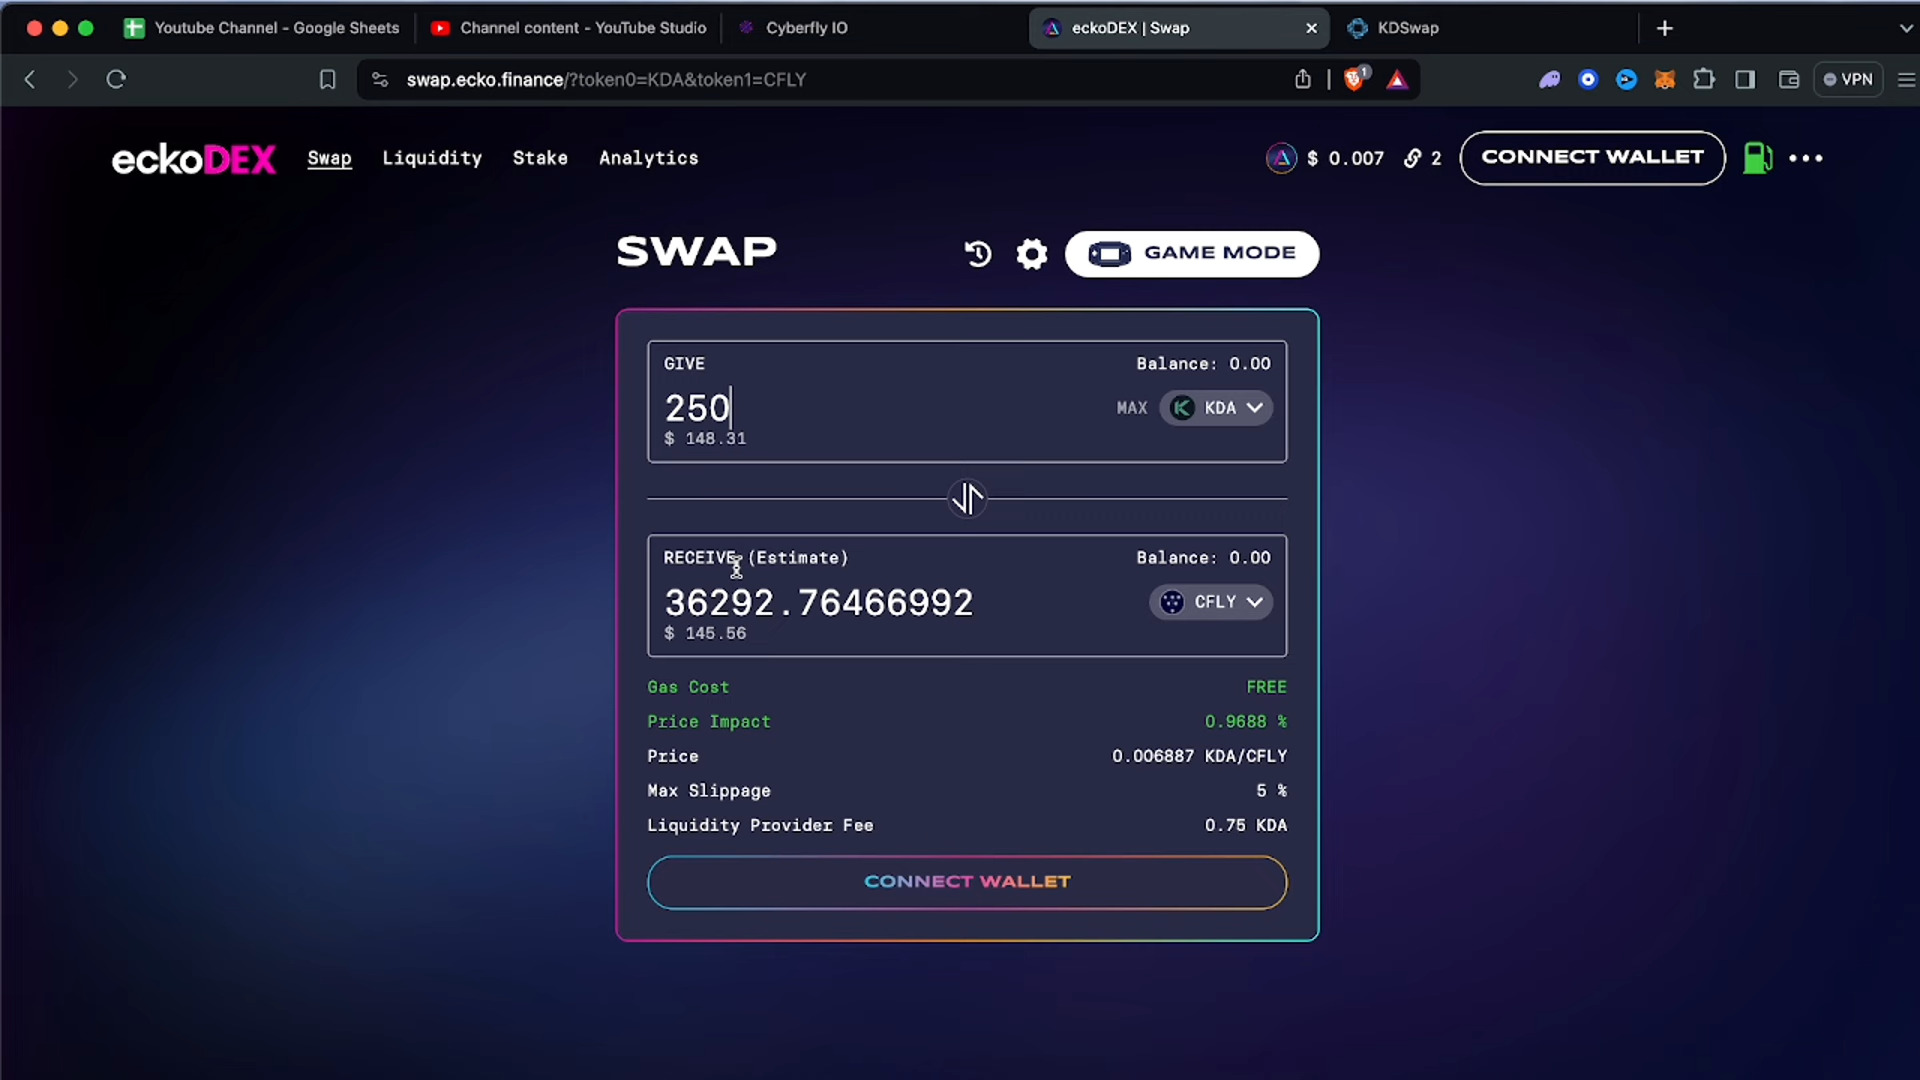 Youtube Channel - Google Sheets
Channel content - YouTube Studio
Cyberfly IO
eckoDEX | Swap
KDSwap
swap.ecko.finance/?token0=KDA&token1=CFLY
1
VPN
eckoDEX
Swap
Liquidity
Stake
Analytics
$ 0.007
2
CONNECT WALLET
SWAP
GAME MODE
GIVE
Balance: 0.00
250
MAX
KDA
$ 148.31
RECEIVE (Estimate)
Balance: 0.00
36292.76466992
CFLY
$ 145.56
Gas Cost FREE
Price Impact 0.9688 %
Price 0.006887 KDA/CFLY
Max Slippage 5 %
Liquidity Provider Fee 0.75 KDA
CONNECT WALLET